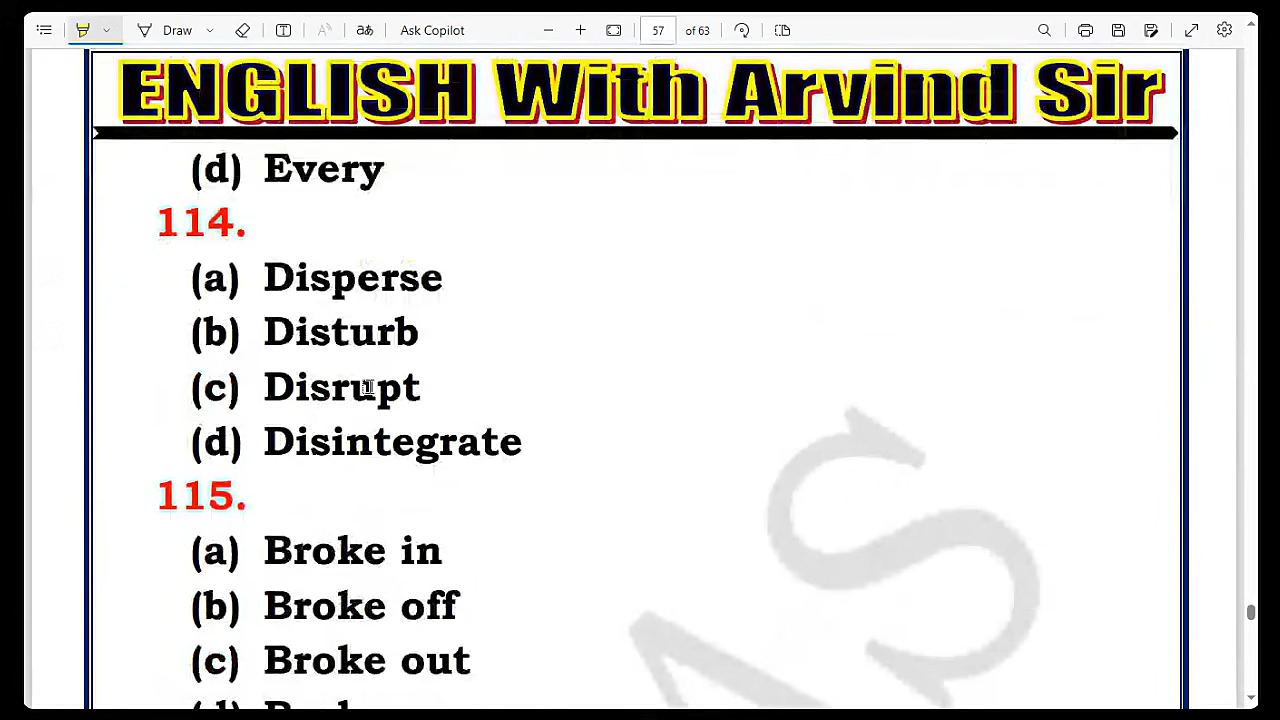 Draw
Ask Copilot
57 of 63
ENGLISH With Arvind Sir
(d) Every
114.
(a) Disperse
(b) Disturb
(c) Disrupt
(d) Disintegrate
115.
(a) Broke in
(b) Broke off
(c) Broke out